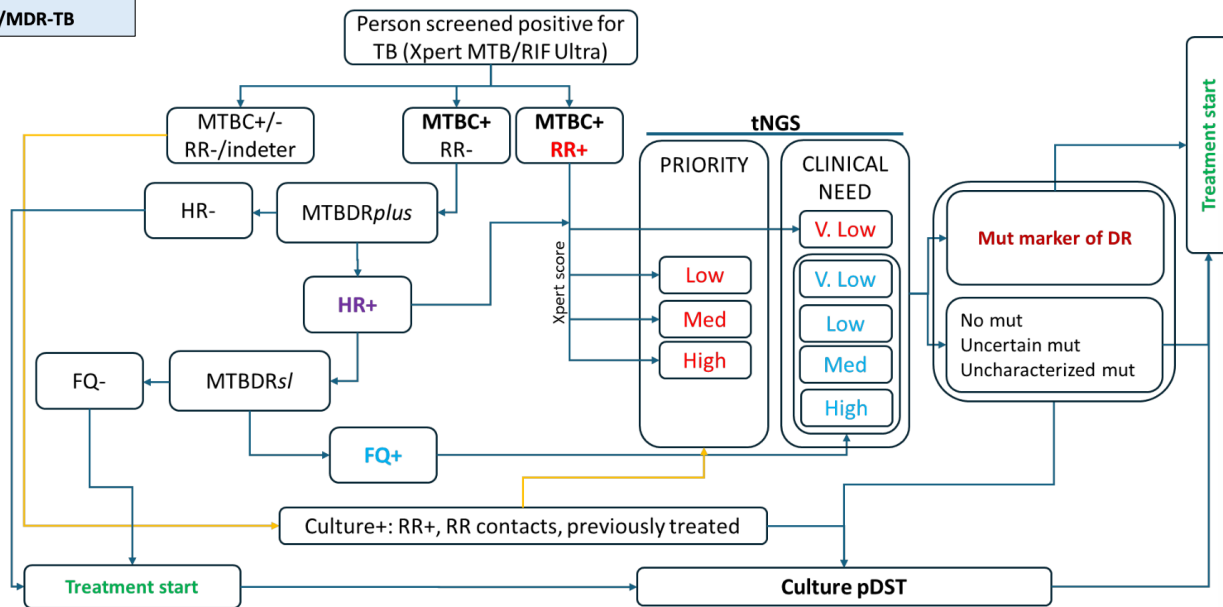 /MDR-TB
Person screened positive for
TB (Xpert MTB/RIF Ultra)
MTBC+/-
RR-/indeter
MTBC+
RR-
MTBC+
RR+
tNGS
PRIORITY
CLINICAL
NEED
Treatment start
HR-
MTBDRplus
V. Low
Mut marker of DR
Xpert score
Low
V. Low
HR+
Med
Low
No mut
Uncertain mut
Uncharacterized mut
High
Med
FQ-
MTBDRsl
High
FQ+
Culture+: RR+, RR contacts, previously treated
Treatment start
Culture pDST